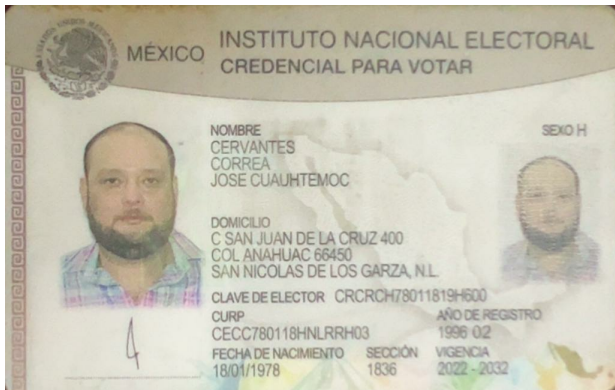 MÉXICO
INSTITUTO NACIONAL ELECTORAL
CREDENCIAL PARA VOTAR
NOMBRE
CERVANTES
CORREA
JOSE CUAUHTEMOC
SEXO H
DOMICILIO
C SAN JUAN DE LA CRUZ 400
COL ANAHUAC 66450
SAN NICOLAS DE LOS GARZA, N.L.
CLAVE DE ELECTOR CRCRCH78011819H600
CURP
CECC780118HNLRRH03
AÑO DE REGISTRO
1996 02
FECHA DE NACIMIENTO
18/01/1978
SECCIÓN
1836
VIGENCIA
2022 - 2032